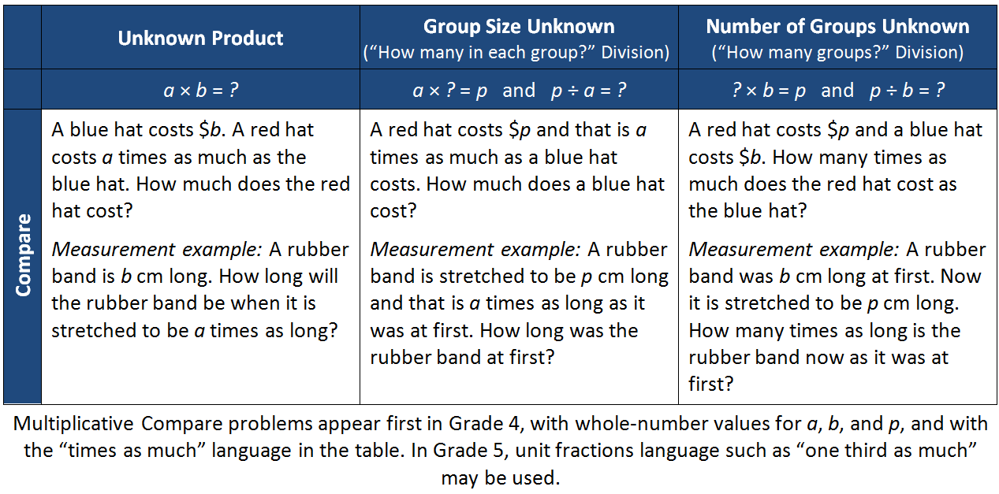 Unknown Product
Group Size Unknown
(“How many in each group?” Division)
Number of Groups Unknown
(“How many groups?” Division)
a × b = ?
a × ? = p and p ÷ a = ?
? × b = p and p ÷ b = ?
Compare
A blue hat costs $b. A red hat
costs a times as much as the
blue hat. How much does the red
hat cost?
Measurement example: A rubber
band is b cm long. How long will
the rubber band be when it is
stretched to be a times as long?
A red hat costs $p and that is a
times as much as a blue hat
costs. How much does a blue hat
cost?
Measurement example: A rubber
band is stretched to be p cm long
and that is a times as long as it
was at first. How long was the
rubber band at first?
A red hat costs $p and a blue hat
costs $b. How many times as
much does the red hat cost as
the blue hat?
Measurement example: A rubber
band was b cm long at first. Now
it is stretched to be p cm long.
How many times as long is the
rubber band now as it was at
first?
Multiplicative Compare problems appear first in Grade 4, with whole-number values for a, b, and p, and with
the “times as much” language in the table. In Grade 5, unit fractions language such as “one third as much”
may be used.